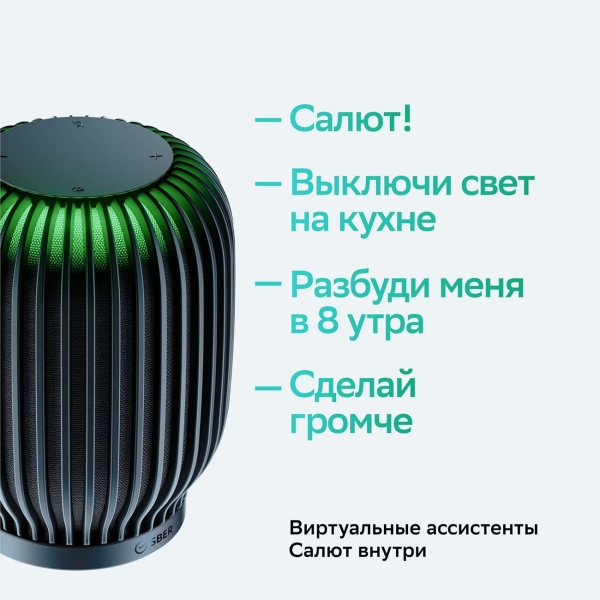 — Салют!
— Выключи свет
на кухне
— Разбуди меня
в 8 утра
— Сделай
громче
SBER
Виртуальные ассистенты
Салют внутри